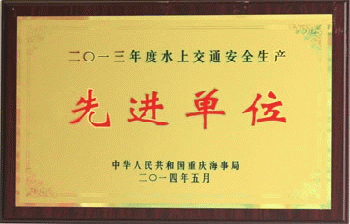 二〇一三年度水上交通安全生产
先进单位
中华人民共和国重庆海事局
二〇一四年五月